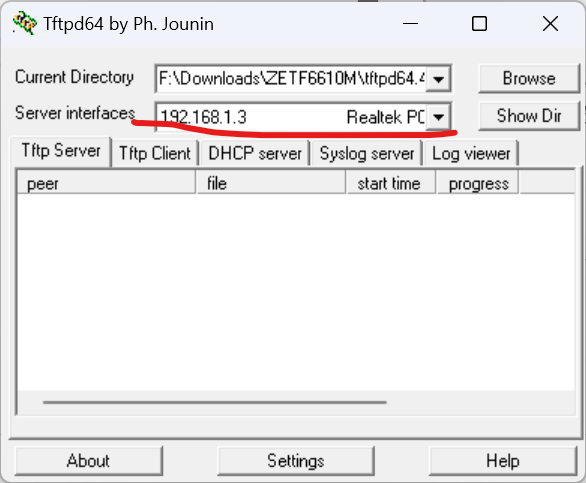 Tftpd64 by Ph. Jounin
Current Directory F:\Downloads\ZETF6610M\tftpd64.4 Browse
Server interfaces 192.168.1.3 Realtek PC Show Dir
Tftp Server Tftp Client DHCP server Syslog server Log viewer
peer file start time progress
About Settings Help